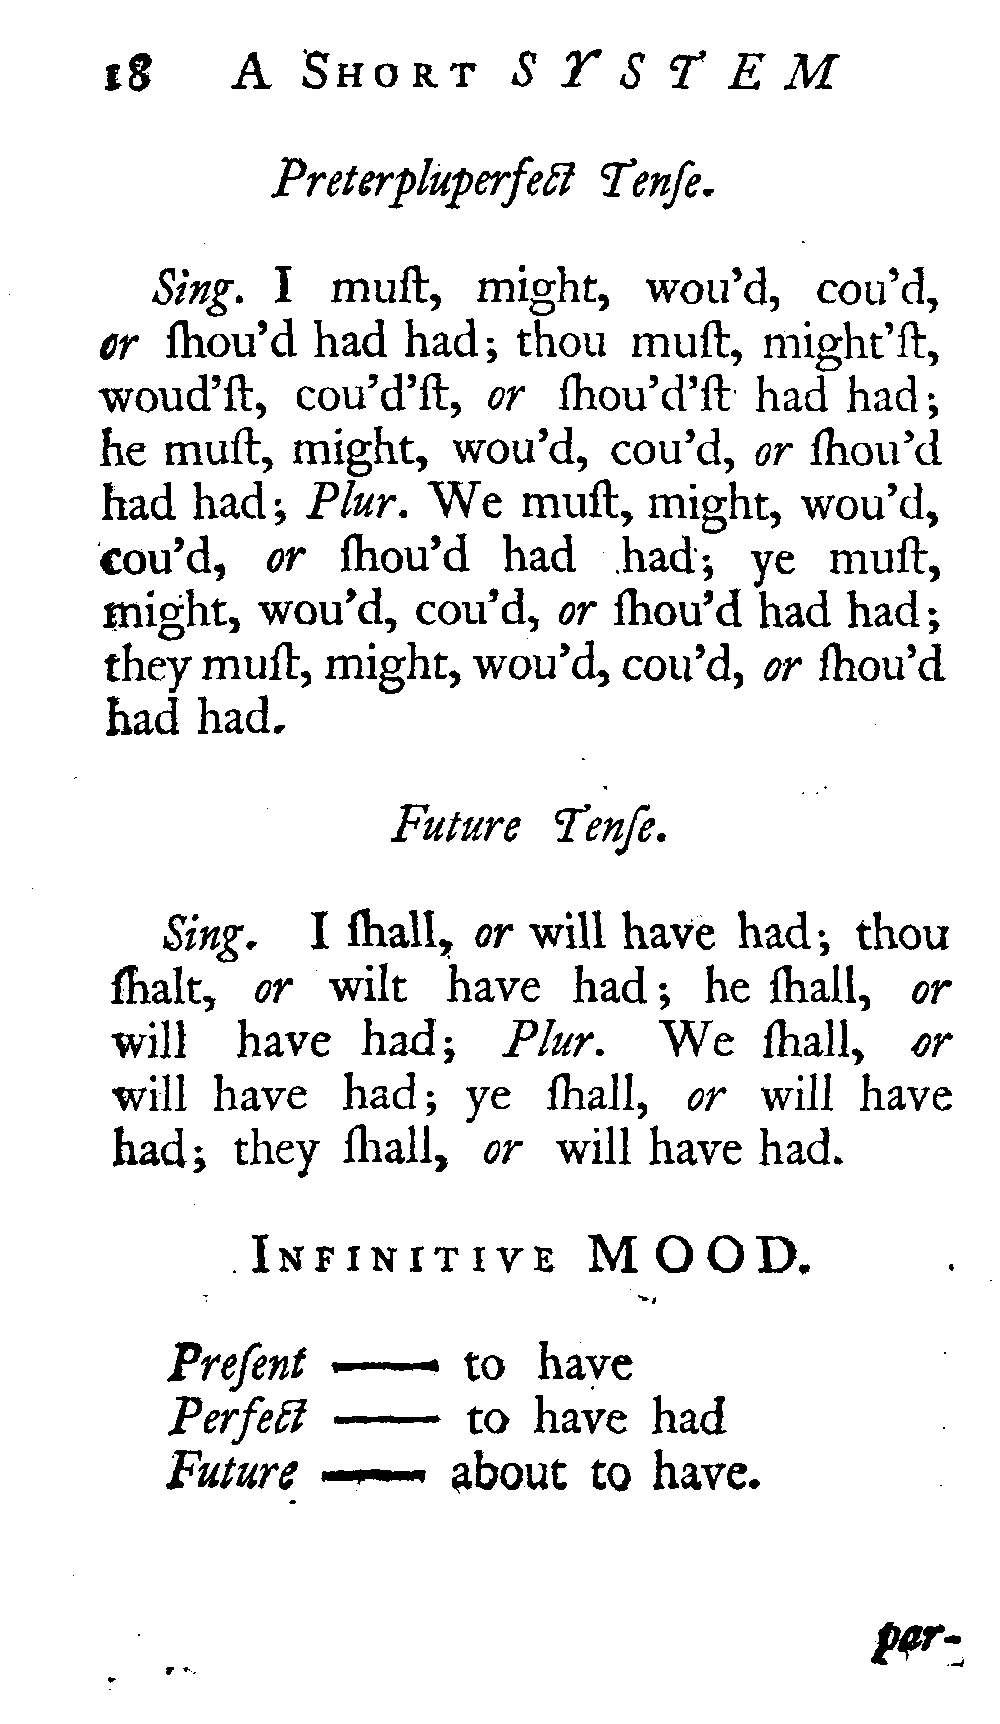 18 A SHORT SYSTEM
Preterpluperfect Tenſe.
Sing. I muſt, might, wou'd, cou'd,
or ſhou'd had had; thou muſt, might'ſt,
woud'ſt, cou'd'ſt, or ſhou'd'ſt had had;
he muſt, might, wou'd, cou'd, or ſhou'd
had had; Plur. We muſt, might, wou'd,
cou'd, or ſhou'd had had; ye muſt,
might, wou'd, cou'd, or ſhou'd had had;
they muſt, might, wou'd, cou'd, or ſhou'd
had had.
Future Tenſe.
Sing. I ſhall, or will have had; thou
ſhalt, or wilt have had; he ſhall, or
will have had; Plur. We ſhall, or
will have had; ye ſhall, or will have
had; they ſhall, or will have had.
INFINITIVE MOOD.
Preſent —— to have
Perfect —— to have had
Future —— about to have.
par-